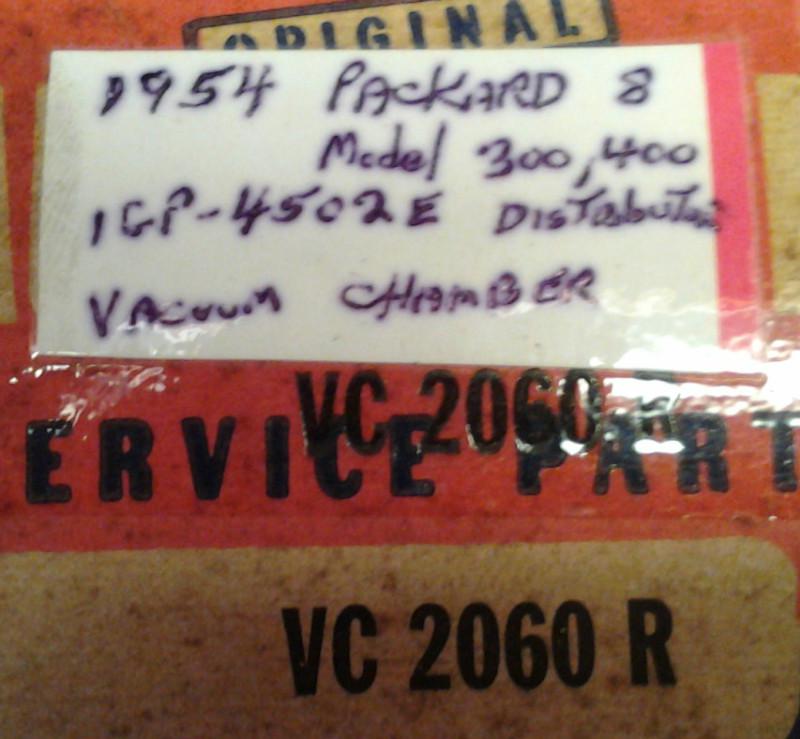 ORIGINAL
1954 PACKARD 8
Model 300,400
IGP-4502E Distributor
VACUUM CHAMBER
VC 2060 R
ERVICE PART
VC 2060 R